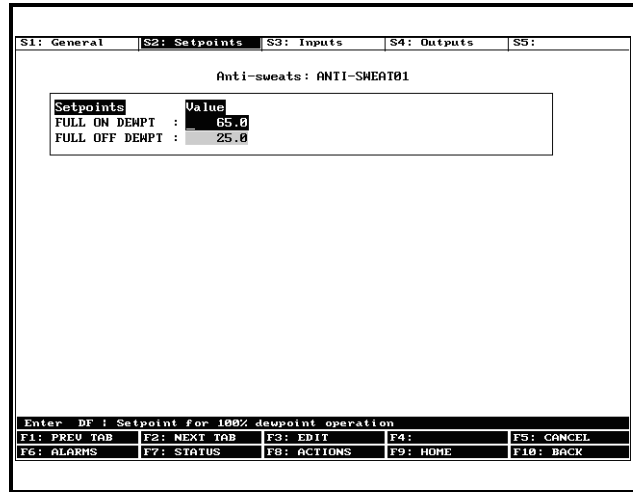 S1: General S2: Setpoints S3: Inputs S4: Outputs S5:
Anti-sweats: ANTI-SWEAT01
Setpoints Value
FULL ON DEWPT : 65.0
FULL OFF DEWPT : 25.0
Enter DF : Setpoint for 100% dewpoint operation
F1: PREV TAB F2: NEXT TAB F3: EDIT F4: F5: CANCEL
F6: ALARMS F7: STATUS F8: ACTIONS F9: HOME F10: BACK